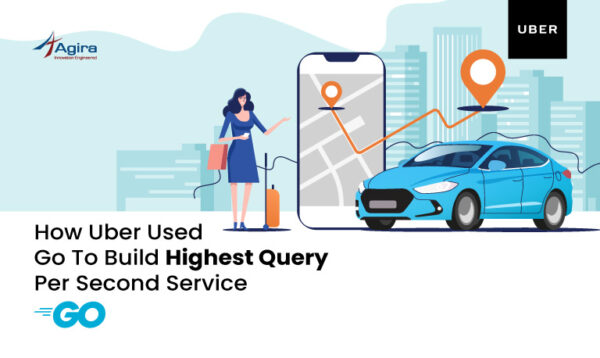 Agira
Innovation Engineered
UBER
How Uber Used
Go To Build Highest Query
Per Second Service
GO